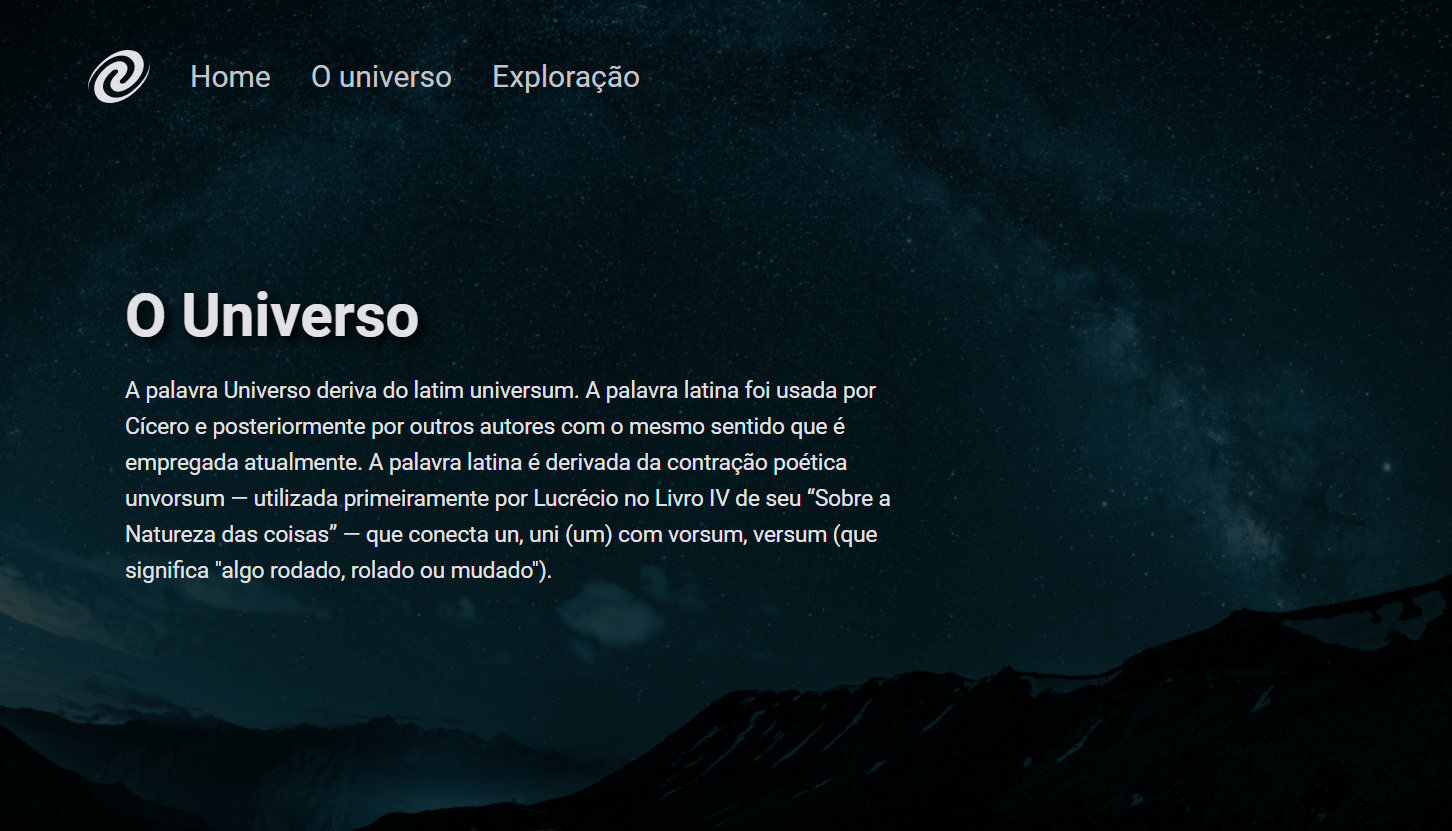 Home O universo Exploração
O Universo
A palavra Universo deriva do latim universum. A palavra latina foi usada por
Cícero e posteriormente por outros autores com o mesmo sentido que é
empregada atualmente. A palavra latina é derivada da contração poética
unvorsum — utilizada primeiramente por Lucrécio no Livro IV de seu “Sobre a
Natureza das coisas” — que conecta un, uni (um) com vorsum, versum (que
significa "algo rodado, rolado ou mudado").